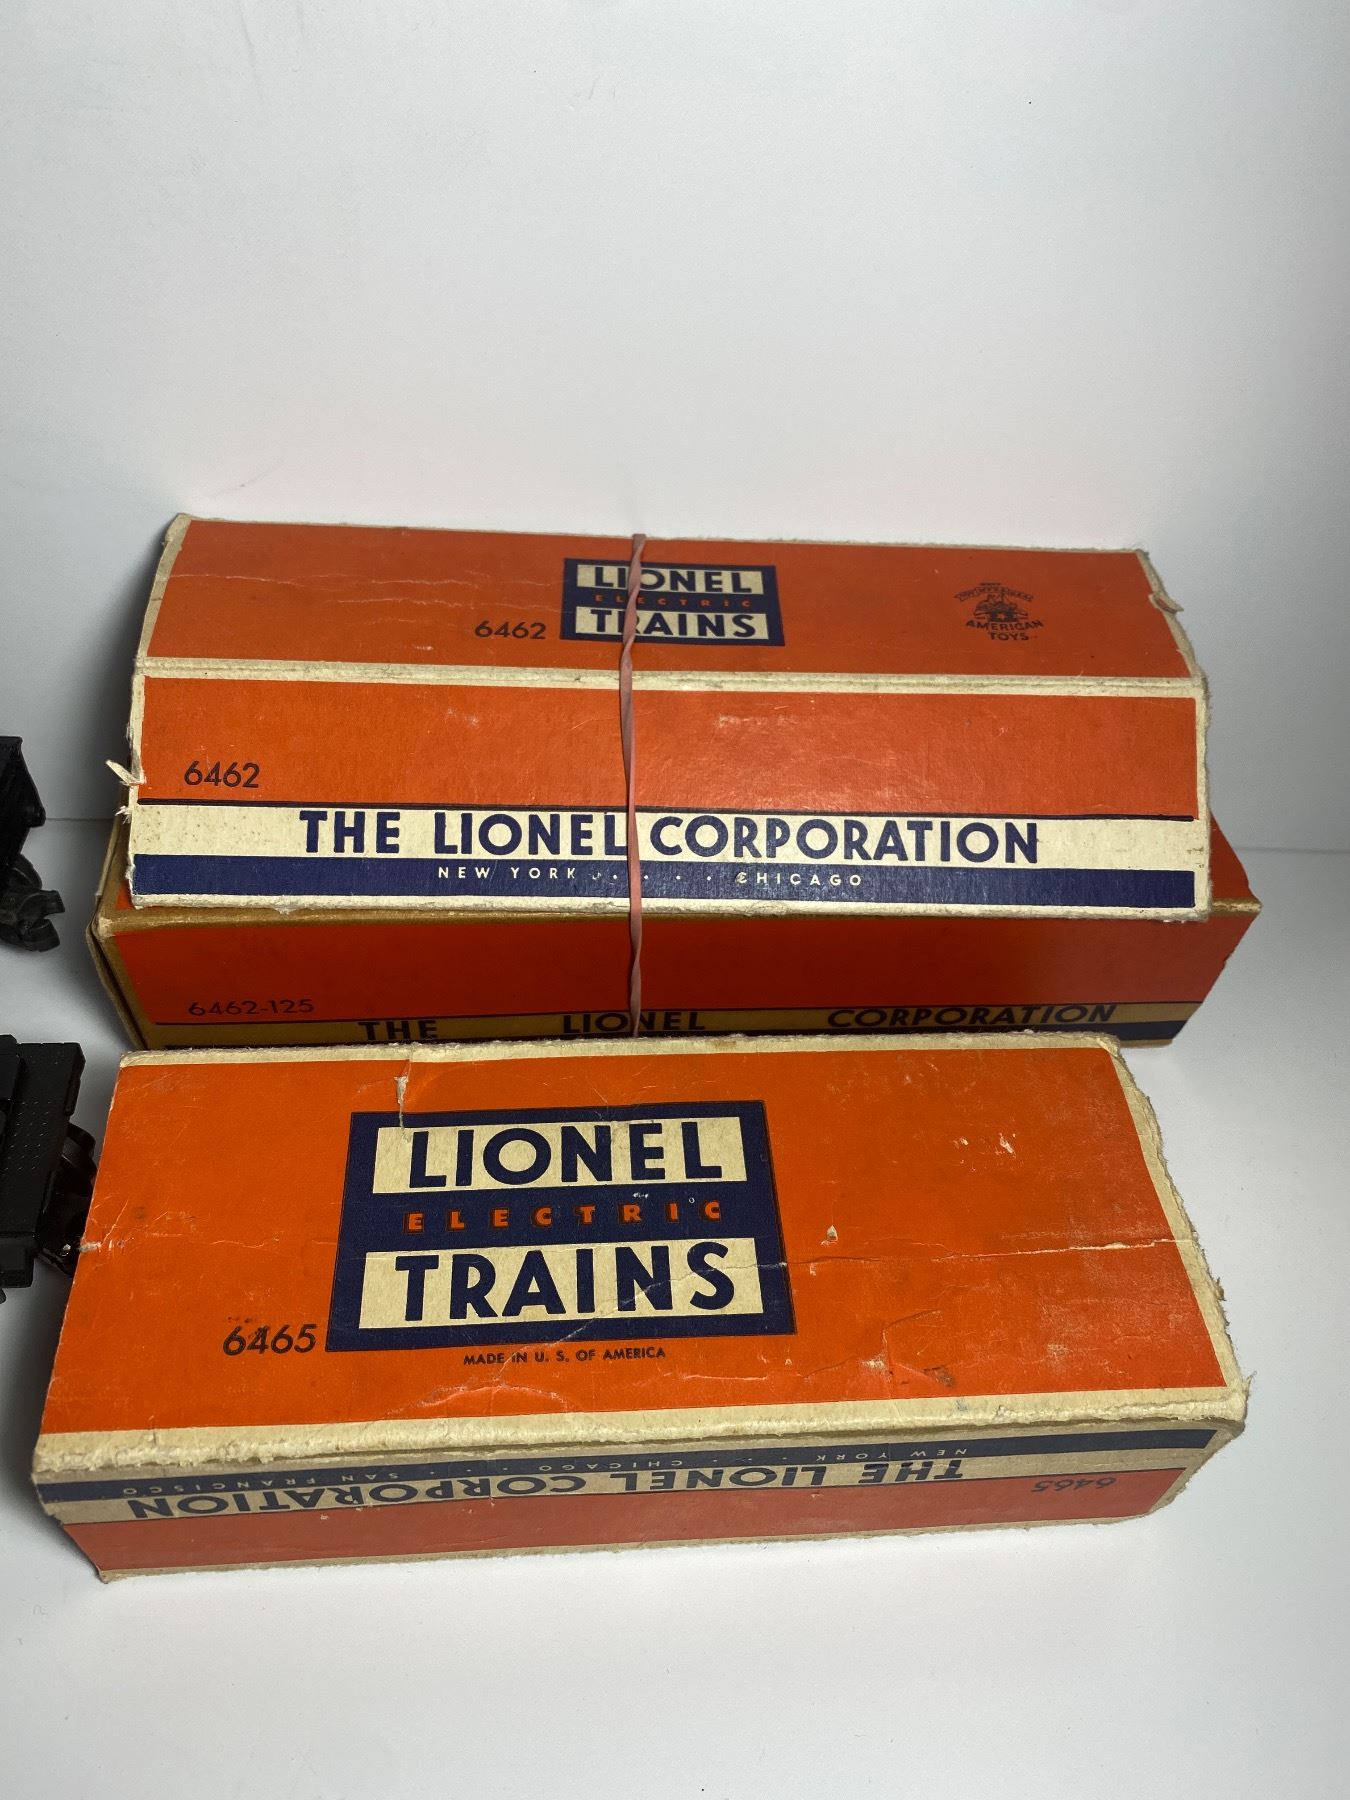 LIONEL
ELECTRIC
TRAINS
6462
AMERICAN
TOYS
6462
THE LIONEL CORPORATION
NEW YORK · · · · · CHICAGO
6462-125
THE LIONEL CORPORATION
LIONEL
ELECTRIC
TRAINS
6465
MADE IN U. S. OF AMERICA
NEW YORK · · CHICAGO · · SAN FRANCISCO
THE LIONEL CORPORATION
6465